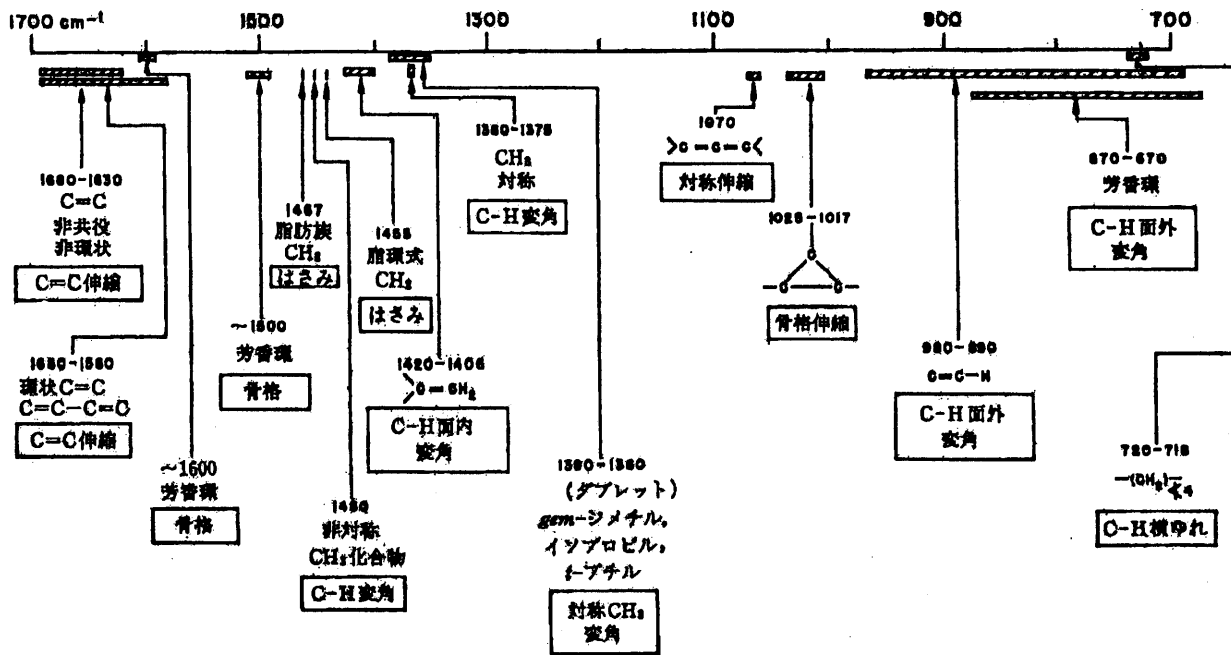 1700 cm⁻¹ 1500 1300 1100 900 700
1680-1630
C=C
非共役
非環状
C=C伸縮
1650-1560
環状C=C
C=C-C=C
C=C伸縮
~1600
芳香環
骨格
~1500
芳香環
骨格
1467
脂肪族
CH₂
はさみ
1450
非対称
CH₃化合物
C-H変角
1455
脂環式
CH₂
はさみ
1420-1406
>C=CH₂
C-H面内
変角
1380-1375
CH₃
対称
C-H変角
1390-1360
(ダブレット)
gem-ジメチル,
イソプロピル,
t-ブチル
対称CH₃
変角
1070
>C=C=C<
対称伸縮
1026-1017
C
-C C-
骨格伸縮
C=C-H
C-H面外
変角
870-670
芳香環
C-H面外
変角
720-718
C-H横ゆれ